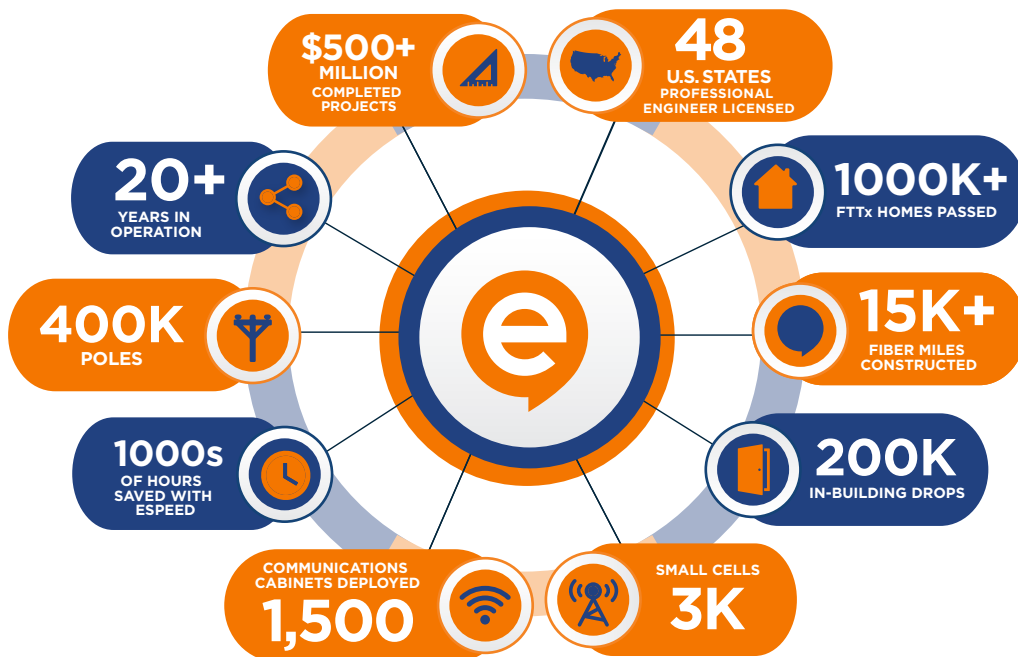 $500+
MILLION
COMPLETED
PROJECTS
48
U.S. STATES
PROFESSIONAL
ENGINEER LICENSED
20+
YEARS IN
OPERATION
1000K+
FTTx HOMES PASSED
400K
POLES
e
15K+
FIBER MILES
CONSTRUCTED
1000s
OF HOURS
SAVED WITH
ESPEED
200K
IN-BUILDING DROPS
COMMUNICATIONS
CABINETS DEPLOYED
1,500
SMALL CELLS
3K